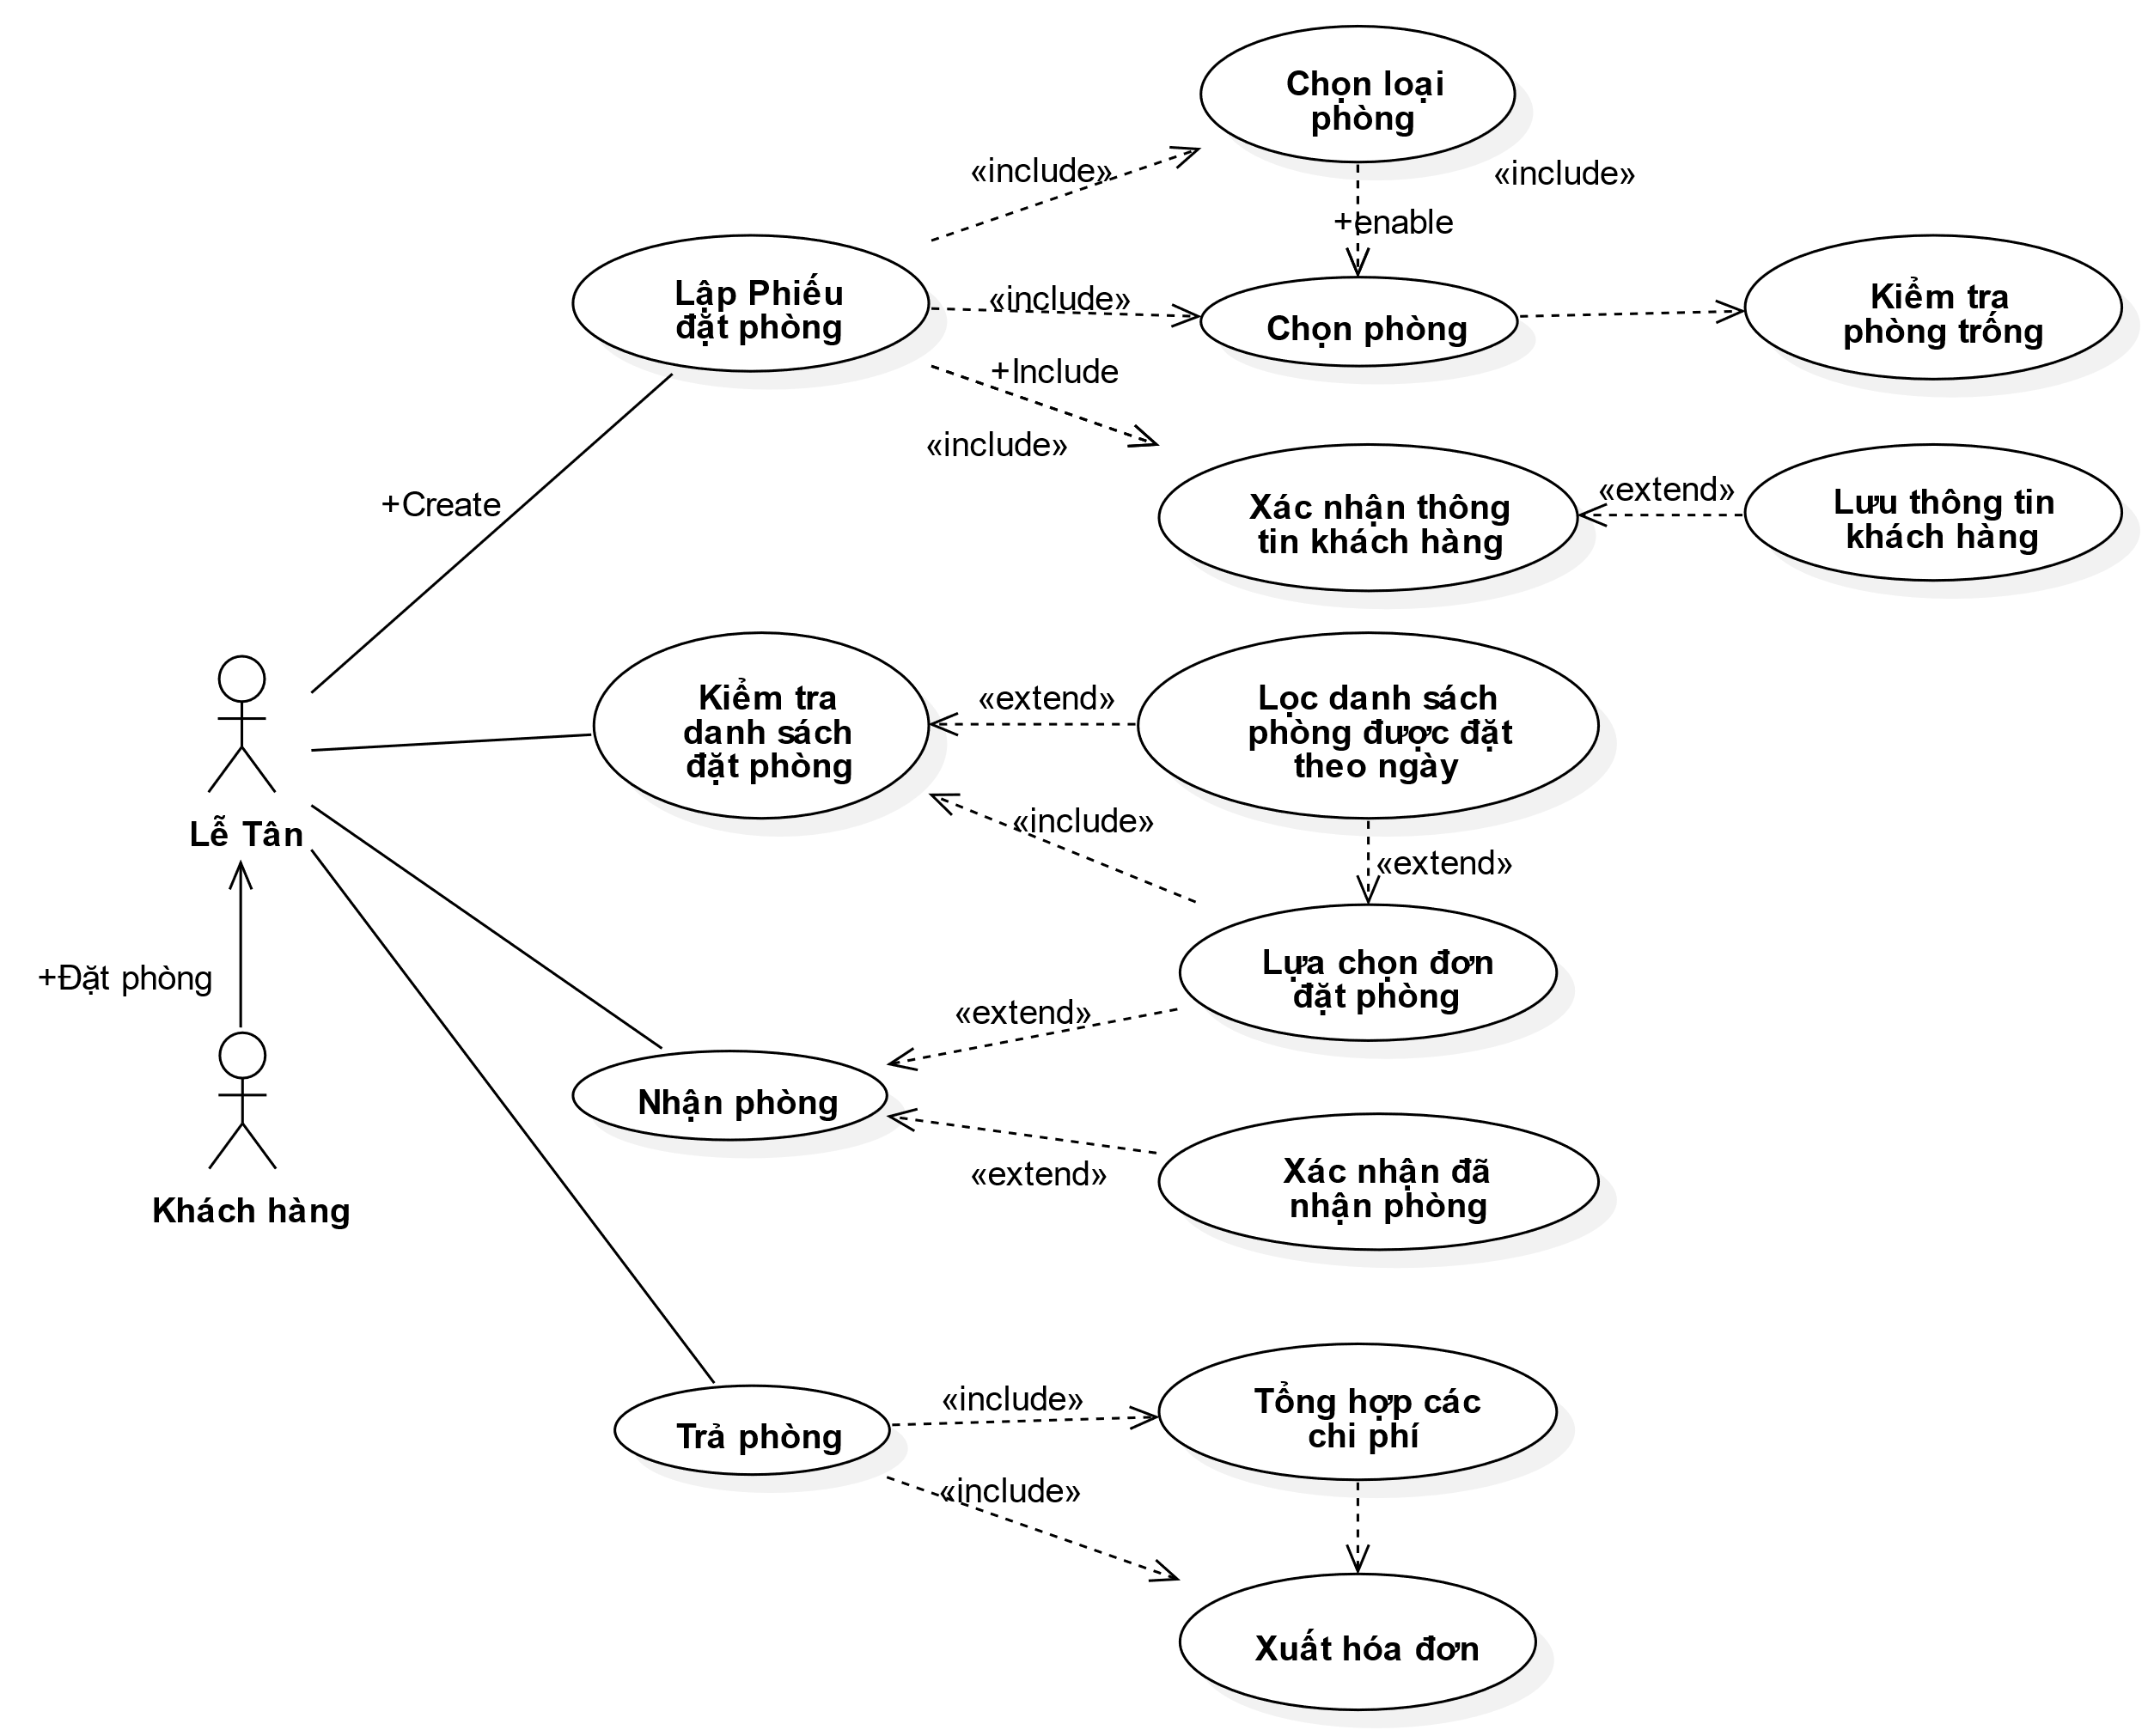 Chọn loại
phòng
«include»
«include»
+enable
Lập Phiếu
đặt phòng
«include»
Chọn phòng
Kiểm tra
phòng trống
+Include
«include»
+Create
Xác nhận thông
tin khách hàng
«extend»
Lưu thông tin
khách hàng
Kiểm tra
danh sách
đặt phòng
«extend»
Lọc danh sách
phòng được đặt
theo ngày
Lễ Tân
«include»
«extend»
+Đặt phòng
Lựa chọn đơn
đặt phòng
«extend»
Nhận phòng
«extend»
Xác nhận đã
nhận phòng
Khách hàng
«include»
Tổng hợp các
chi phí
Trả phòng
«include»
Xuất hóa đơn